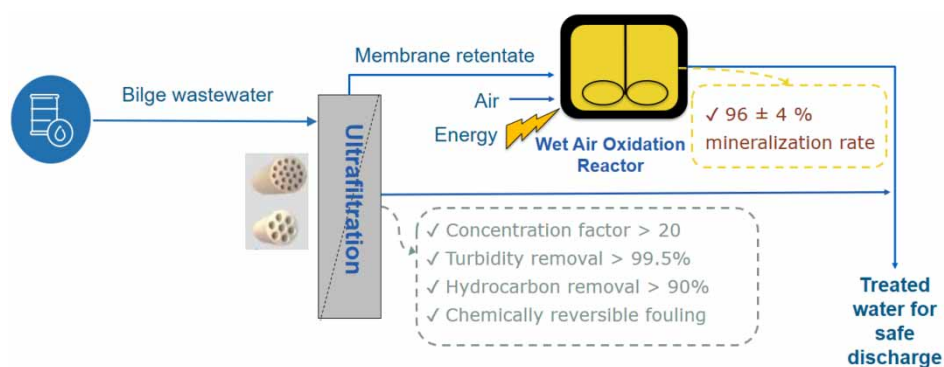 Bilge wastewater
Ultrafiltration
Membrane retentate
Air
Energy
Wet Air Oxidation
Reactor
✓ 96 ± 4 %
mineralization rate
✓ Concentration factor > 20
✓ Turbidity removal > 99.5%
✓ Hydrocarbon removal > 90%
✓ Chemically reversible fouling
Treated
water for
safe
discharge